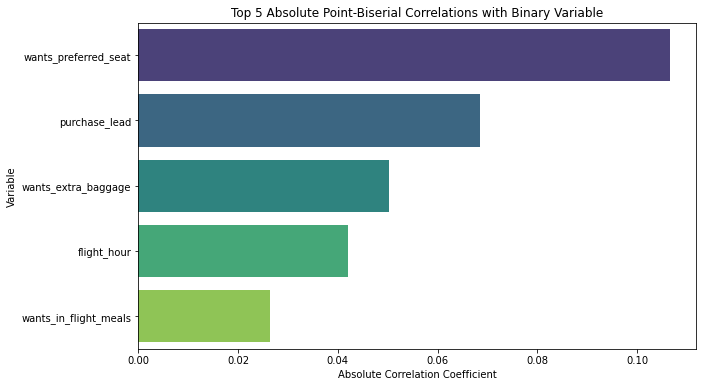 Top 5 Absolute Point-Biserial Correlations with Binary Variable
Variable
wants_preferred_seat
purchase_lead
wants_extra_baggage
flight_hour
wants_in_flight_meals
0.00 0.02 0.04 0.06 0.08 0.10
Absolute Correlation Coefficient